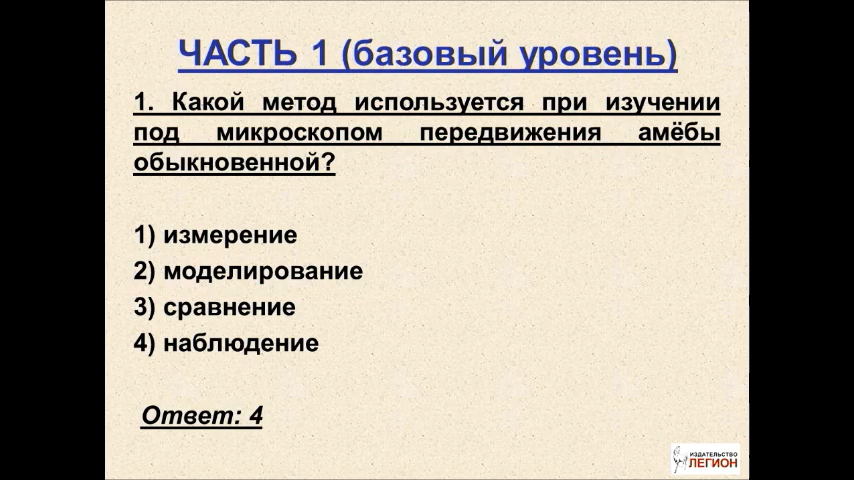 ЧАСТЬ 1 (базовый уровень)
1. Какой метод используется при изучении
под микроскопом передвижения амёбы
обыкновенной?
1) измерение
2) моделирование
3) сравнение
4) наблюдение
Ответ: 4
ИЗДАТЕЛЬСТВО
ЛЕГИОН